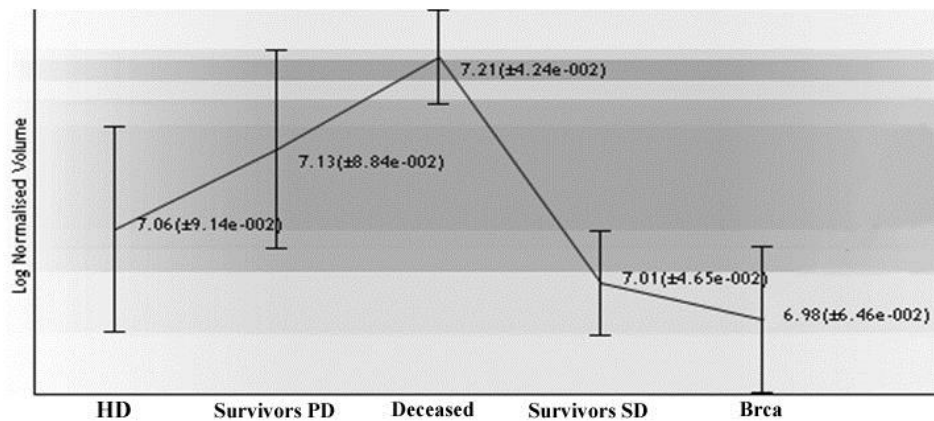 Log Normalised Volume
7.21(±4.24e-002)
7.13(±8.84e-002)
7.06(±9.14e-002)
7.01(±4.65e-002)
6.98(±6.46e-002)
HD Survivors PD Deceased Survivors SD Brca